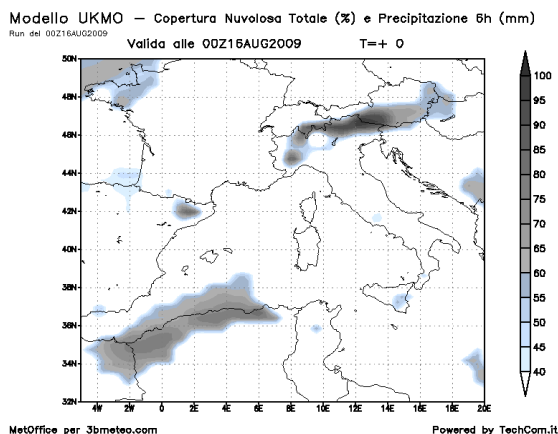 Modello UKMO – Copertura Nuvolosa Totale (%) e Precipitazione 6h (mm)
Run del 00Z16AUG2009
Valida alle 00Z16AUG2009 T=+ 0
50N
48N
46N
44N
42N
40N
38N
36N
34N
32N
4W 2W 0 2E 4E 6E 8E 10E 12E 14E 16E 18E 20E
100
95
90
85
80
75
70
65
60
55
50
45
40
MetOffice per 3bmeteo.com
Powered by TechCom.it